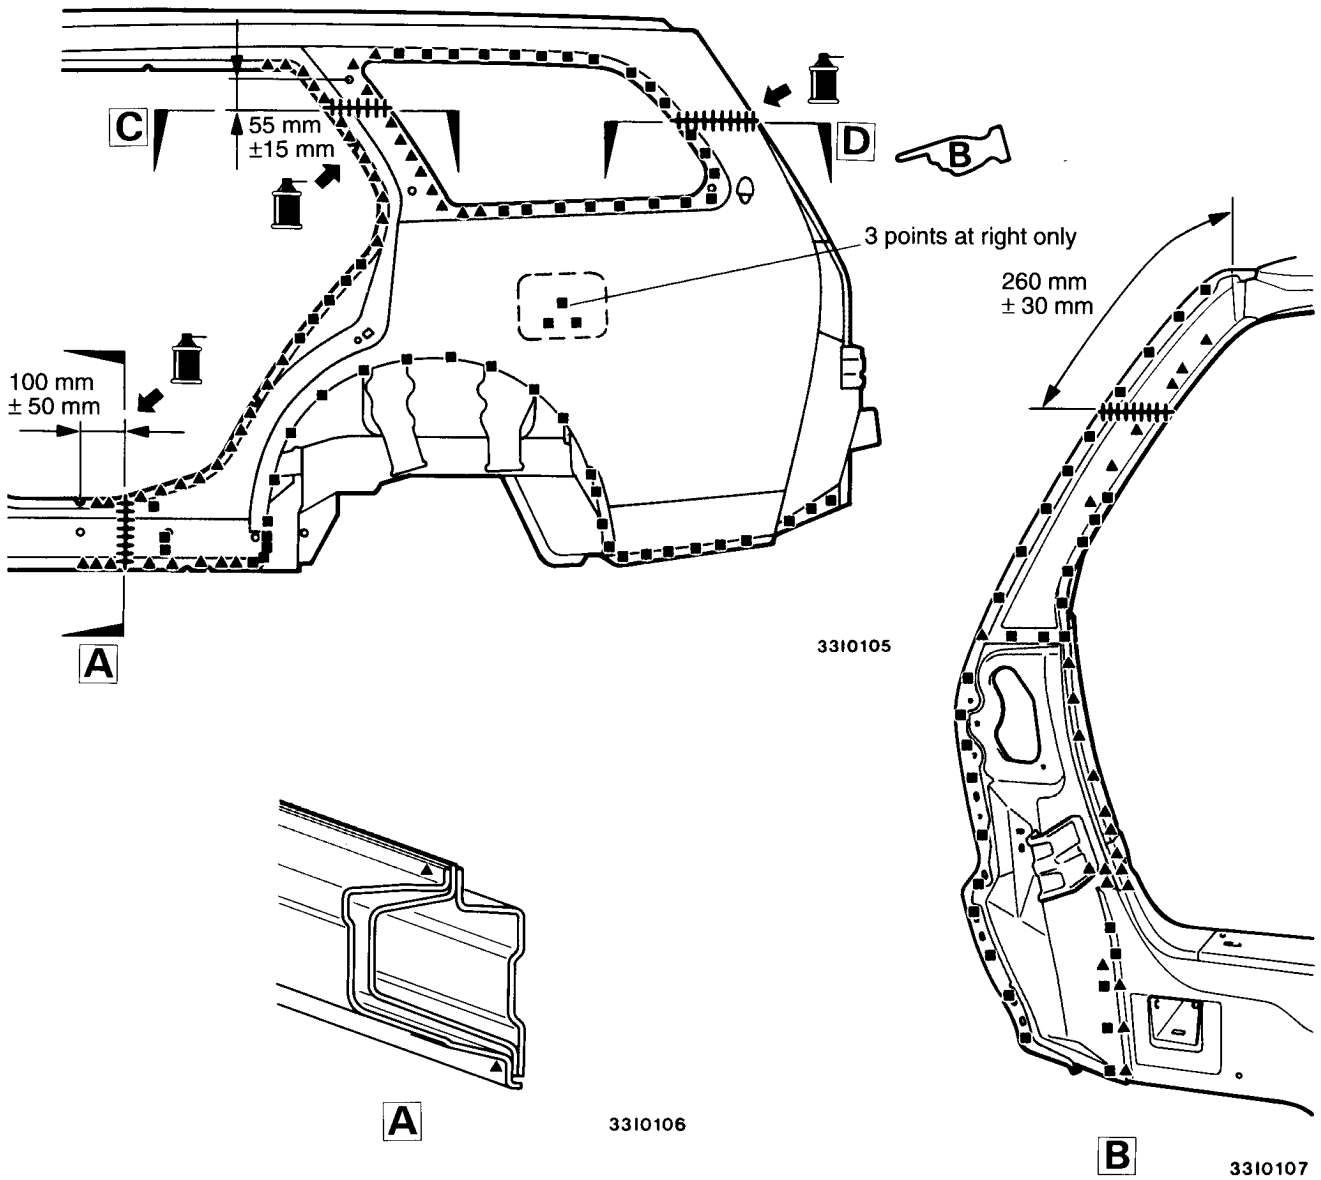 C
55 mm
±15 mm
D
B
3 points at right only
260 mm
± 30 mm
100 mm
± 50 mm
3310105
A
A
3310106
B
3310107